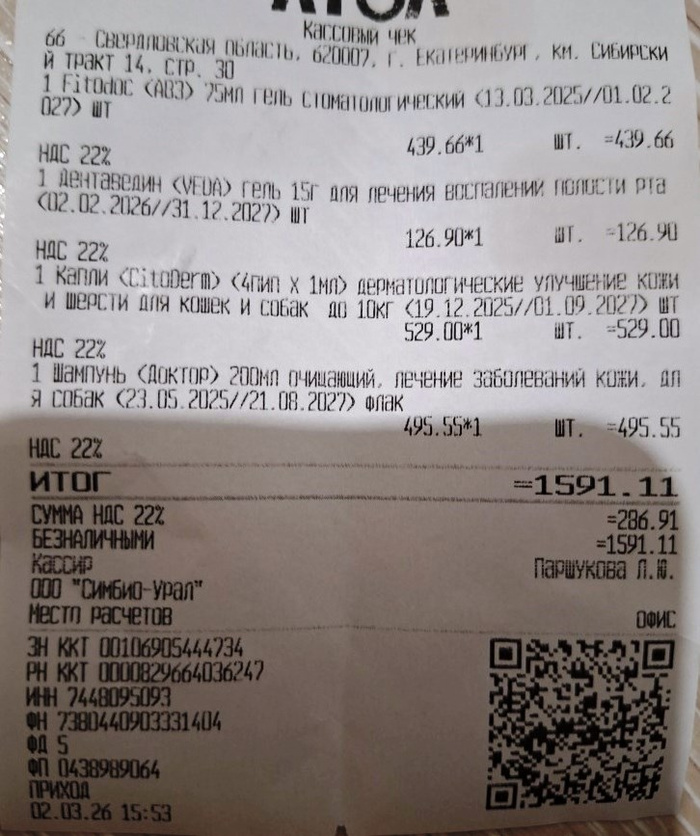 АТОЛ
Кассовый чек
66 - Свердловская область, 620007, г. Екатеринбург, км. Сибирски
й тракт 14, стр. 30
1 Fitodoc (АВЗ) 75мл гель стоматологический (13.03.2025//01.02.2
027) шт
439.66*1 шт. =439.66
НДС 22%
1 Дентаведин (VEDA) гель 15г для лечения воспалений полости рта
(02.02.2026//31.12.2027) шт
126.90*1 шт. =126.90
НДС 22%
1 Капли (CitoDerm) (4пип х 1мл) дерматологические улучшение кожи
и шерсти для кошек и собак до 10кг (19.12.2025//01.09.2027) шт
529.00*1 шт. =529.00
НДС 22%
1 Шампунь (Доктор) 200мл очищающий, лечение заболеваний кожи, дл
я собак (23.05.2025//21.08.2027) флак
495.55*1 шт. =495.55
НДС 22%
ИТОГ =1591.11
СУММА НДС 22% =286.91
БЕЗНАЛИЧНЫМИ =1591.11
Кассир Паршукова Л.Ю.
ООО "Симбио-Урал"
Место расчетов ОФИС
ЗН ККТ 00106905444734
РН ККТ 0000829664036247
ИНН 7448095093
ФН 7380440903331404
ФД 5
ФП 0438989064
ПРИХОД
02.03.26 15:53